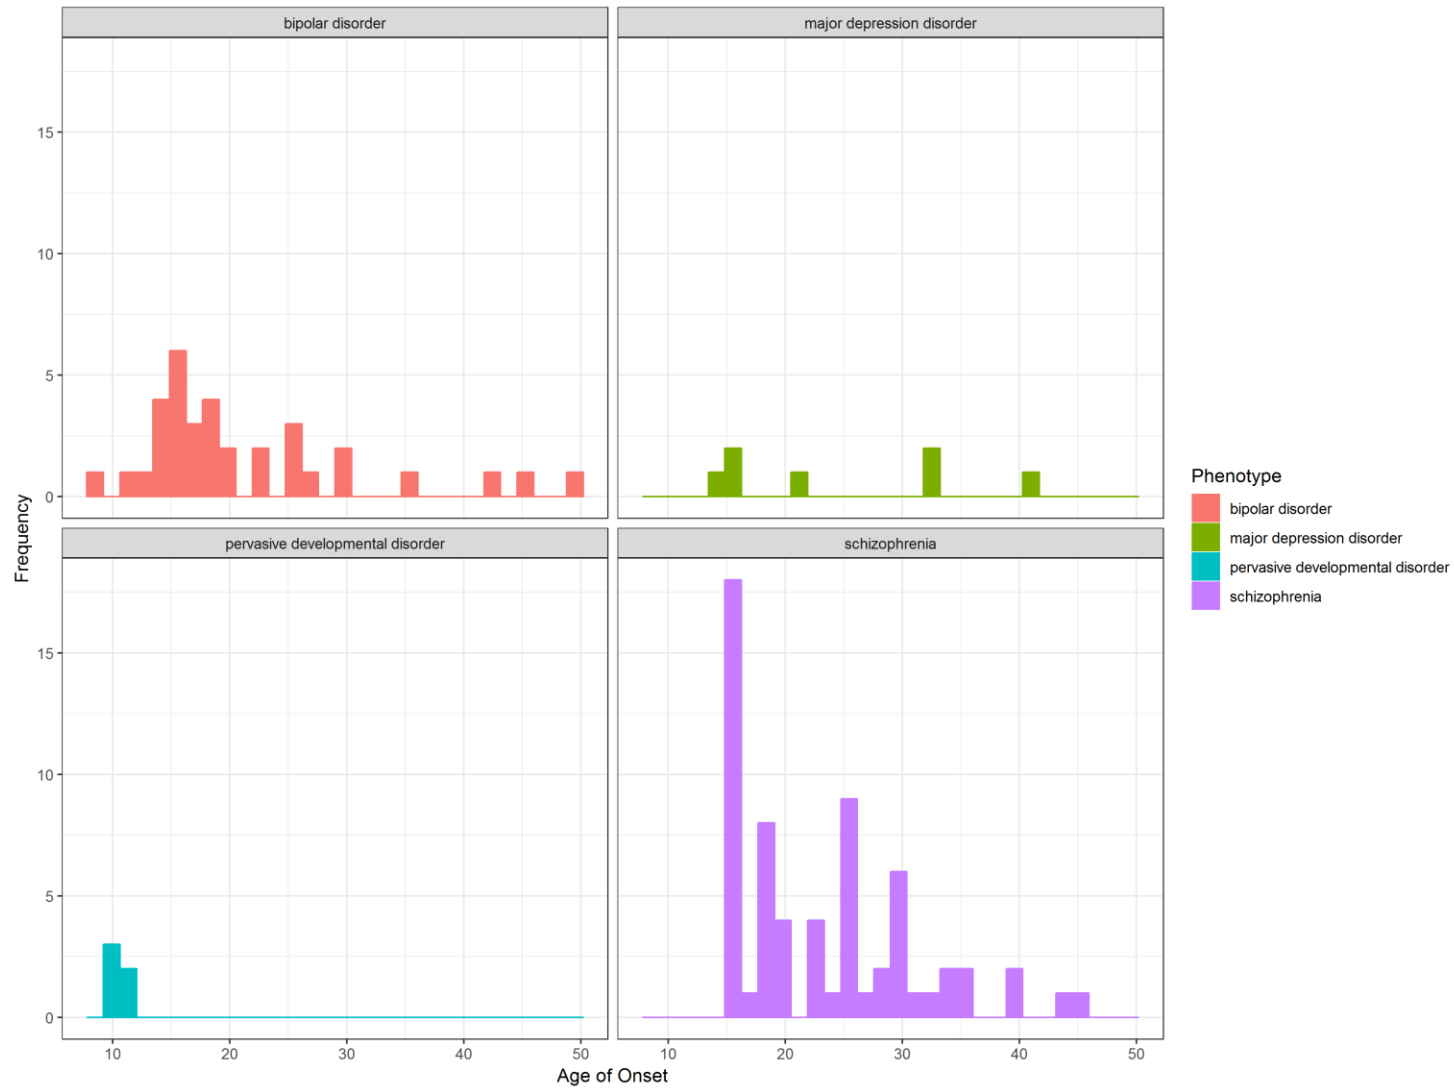 bipolar disorder
major depression disorder
15
10
5
0
pervasive developmental disorder
schizophrenia
15
10
5
0
10 20 30 40 50
10 20 30 40 50
Age of Onset
Frequency
Phenotype
bipolar disorder
major depression disorder
pervasive developmental disorder
schizophrenia